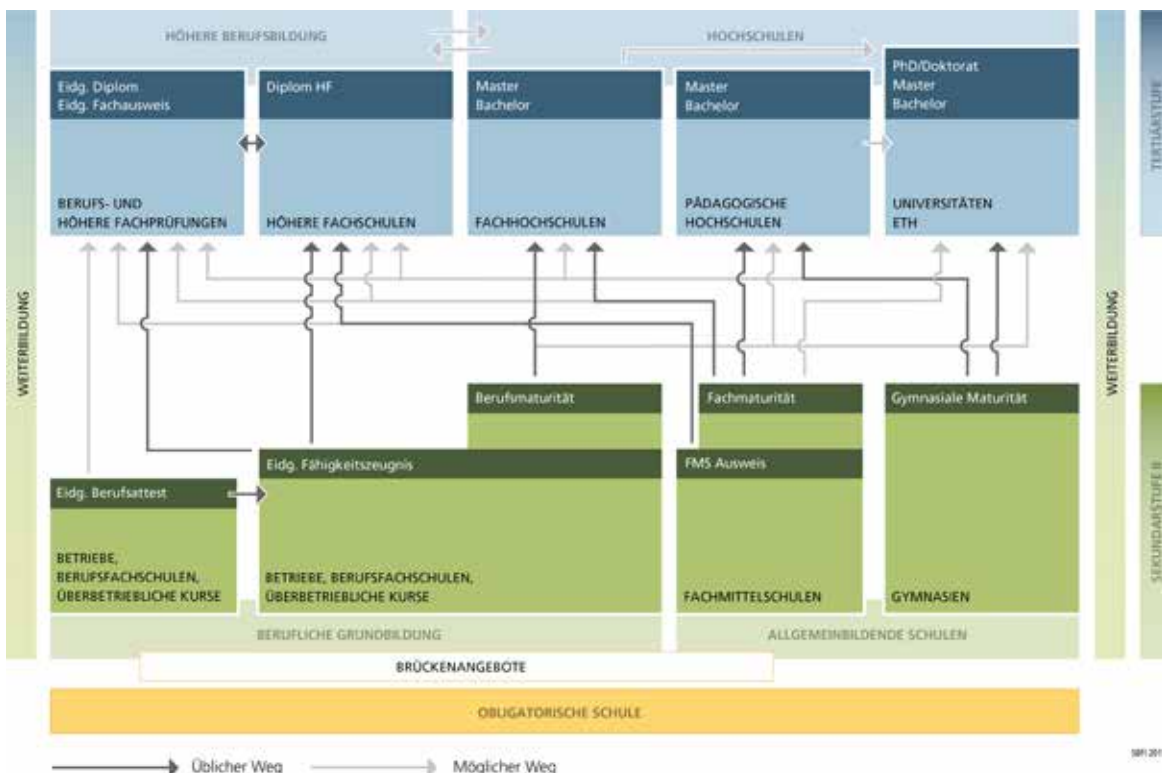 HÖHERE BERUFSBILDUNG
HOCHSCHULEN
Eidg. Diplom
Eidg. Fachausweis
Diplom HF
Master
Bachelor
Master
Bachelor
PhD/Doktorat
Master
Bachelor
BERUFS- UND
HÖHERE FACHPRÜFUNGEN
HÖHERE FACHSCHULEN
FACHHOCHSCHULEN
PÄDAGOGISCHE
HOCHSCHULEN
UNIVERSITÄTEN
ETH
TERTIÄRSTUFE
WEITERBILDUNG
WEITERBILDUNG
Berufsmaturität
Fachmaturität
Gymnasiale Maturität
Eidg. Fähigkeitszeugnis
FMS Ausweis
Eidg. Berufsattest
BETRIEBE,
BERUFSFACHSCHULEN,
ÜBERBETRIEBLICHE KURSE
BETRIEBE, BERUFSFACHSCHULEN,
ÜBERBETRIEBLICHE KURSE
FACHMITTELSCHULEN
GYMNASIEN
SEKUNDARSTUFE II
BERUFLICHE GRUNDBILDUNG
ALLGEMEINBILDENDE SCHULEN
BRÜCKENANGEBOTE
OBLIGATORISCHE SCHULE
Üblicher Weg
Möglicher Weg